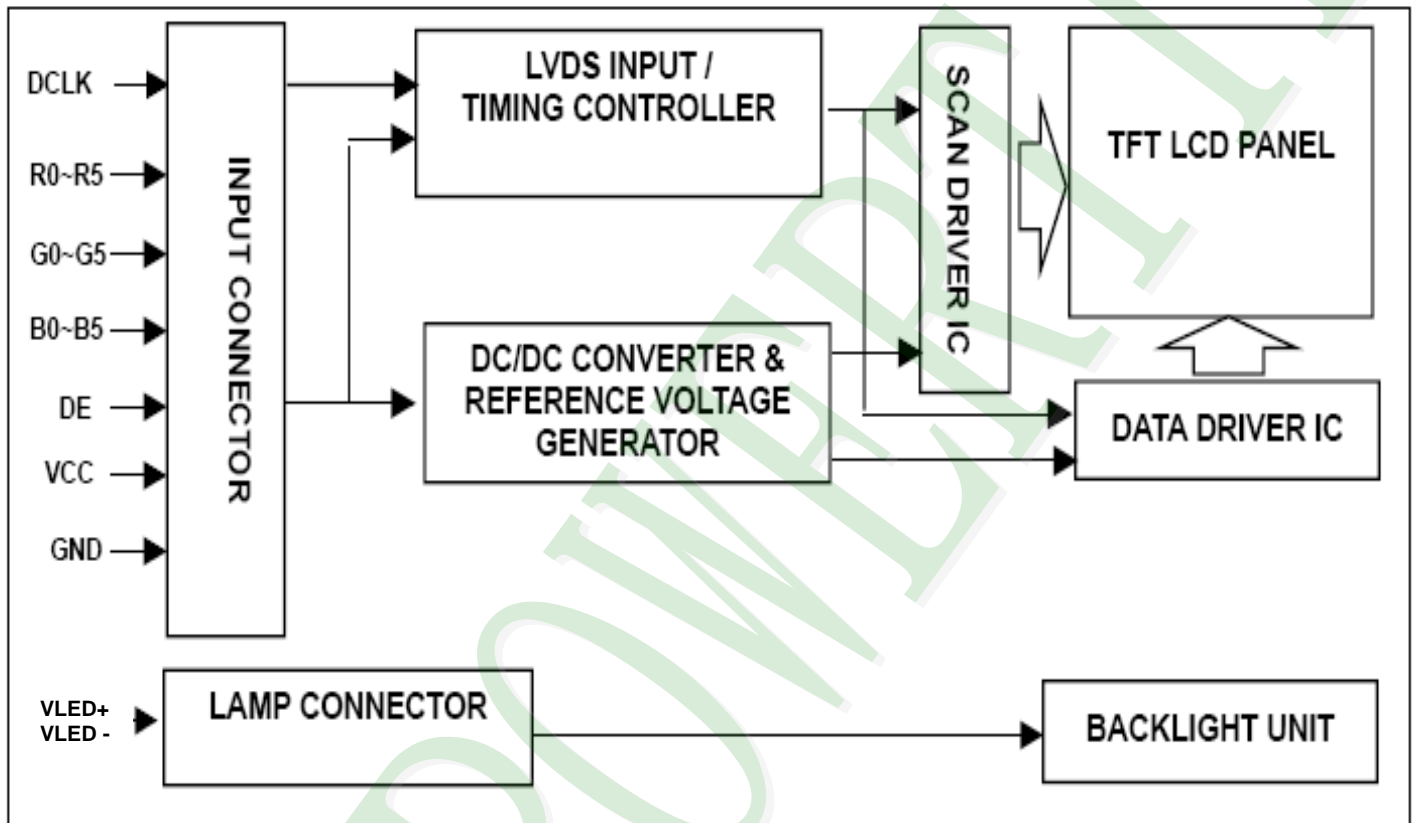 DCLK
R0~R5
G0~G5
B0~B5
DE
VCC
GND
INPUT CONNECTOR
LVDS INPUT /
TIMING CONTROLLER
DC/DC CONVERTER &
REFERENCE VOLTAGE
GENERATOR
SCAN DRIVER IC
TFT LCD PANEL
DATA DRIVER IC
VLED+
VLED -
LAMP CONNECTOR
BACKLIGHT UNIT